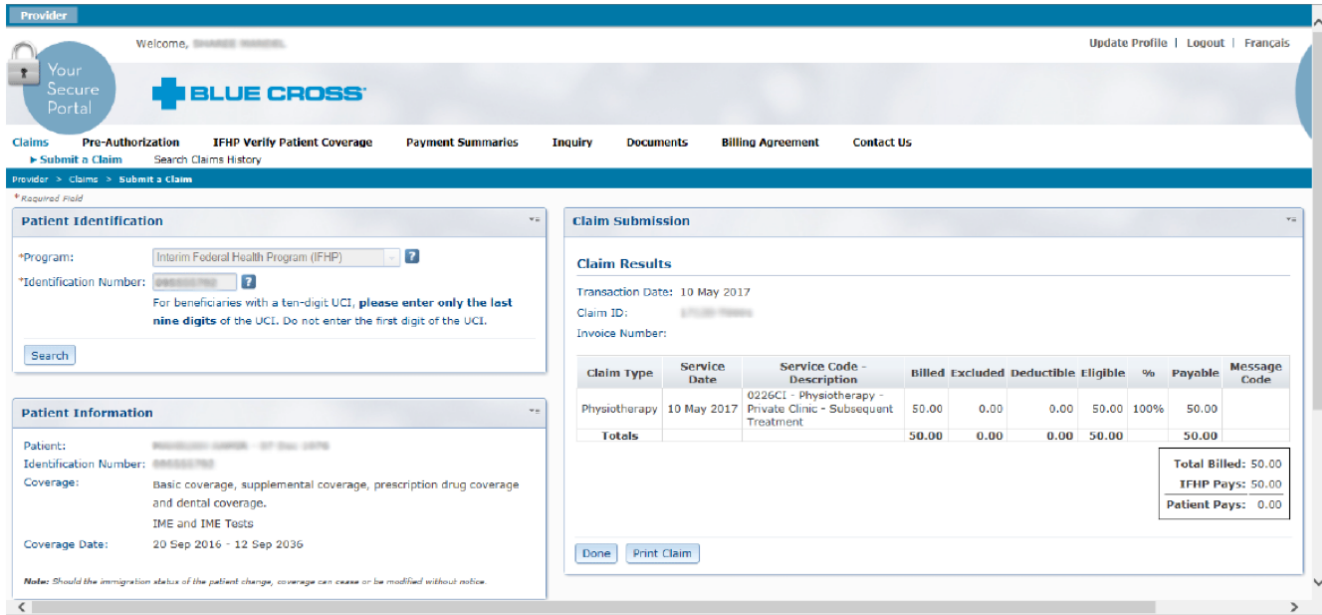 Provider
Welcome,
Update Profile | Logout | Français
Your
Secure
Portal
BLUE CROSS
Claims Pre-Authorization IFHP Verify Patient Coverage Payment Summaries Inquiry Documents Billing Agreement Contact Us
Submit a Claim Search Claims History
Provider > Claims > Submit a Claim
*Required Field
Patient Identification
*Program: Interim Federal Health Program (IFHP) ?
*Identification Number: ?
For beneficiaries with a ten-digit UCI, please enter only the last
nine digits of the UCI. Do not enter the first digit of the UCI.
Search
Patient Information
Patient:
Identification Number:
Coverage: Basic coverage, supplemental coverage, prescription drug coverage
and dental coverage.
IME and IME Tests
Coverage Date: 20 Sep 2016 - 12 Sep 2036
Note: Should the immigration status of the patient change, coverage can cease or be modified without notice.
Claim Submission
Claim Results
Transaction Date: 10 May 2017
Claim ID:
Invoice Number:
Claim Type Service Date Service Code - Description Billed Excluded Deductible Eligible % Payable Message Code
Physiotherapy 10 May 2017 0226CI - Physiotherapy - Private Clinic - Subsequent Treatment 50.00 0.00 0.00 50.00 100% 50.00
Totals 50.00 0.00 0.00 50.00 50.00
Total Billed: 50.00
IFHP Pays: 50.00
Patient Pays: 0.00
Done Print Claim